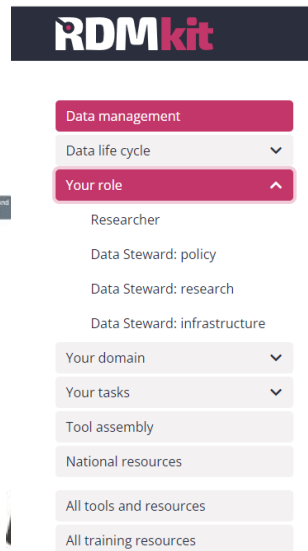 RDMkit
Data management
Data life cycle
Your role
Researcher
Data Steward: policy
Data Steward: research
Data Steward: infrastructure
Your domain
Your tasks
Tool assembly
National resources
All tools and resources
All training resources